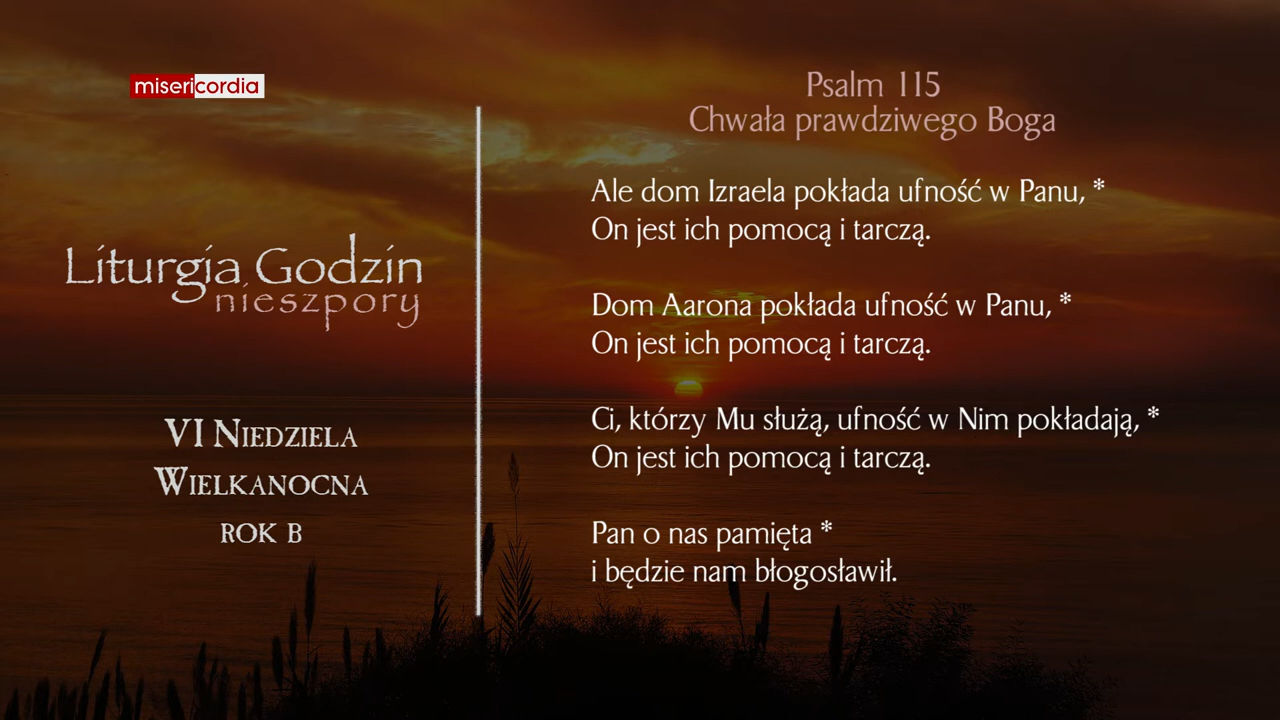 misericordia
Liturgia Godzin
nieszpory
VI Niedziela
Wielkanocna
rok B
Psalm 115
Chwała prawdziwego Boga
Ale dom Izraela pokłada ufność w Panu, *
On jest ich pomocą i tarczą.
Dom Aarona pokłada ufność w Panu, *
On jest ich pomocą i tarczą.
Ci, którzy Mu służą, ufność w Nim pokładają, *
On jest ich pomocą i tarczą.
Pan o nas pamięta *
i będzie nam błogosławił.